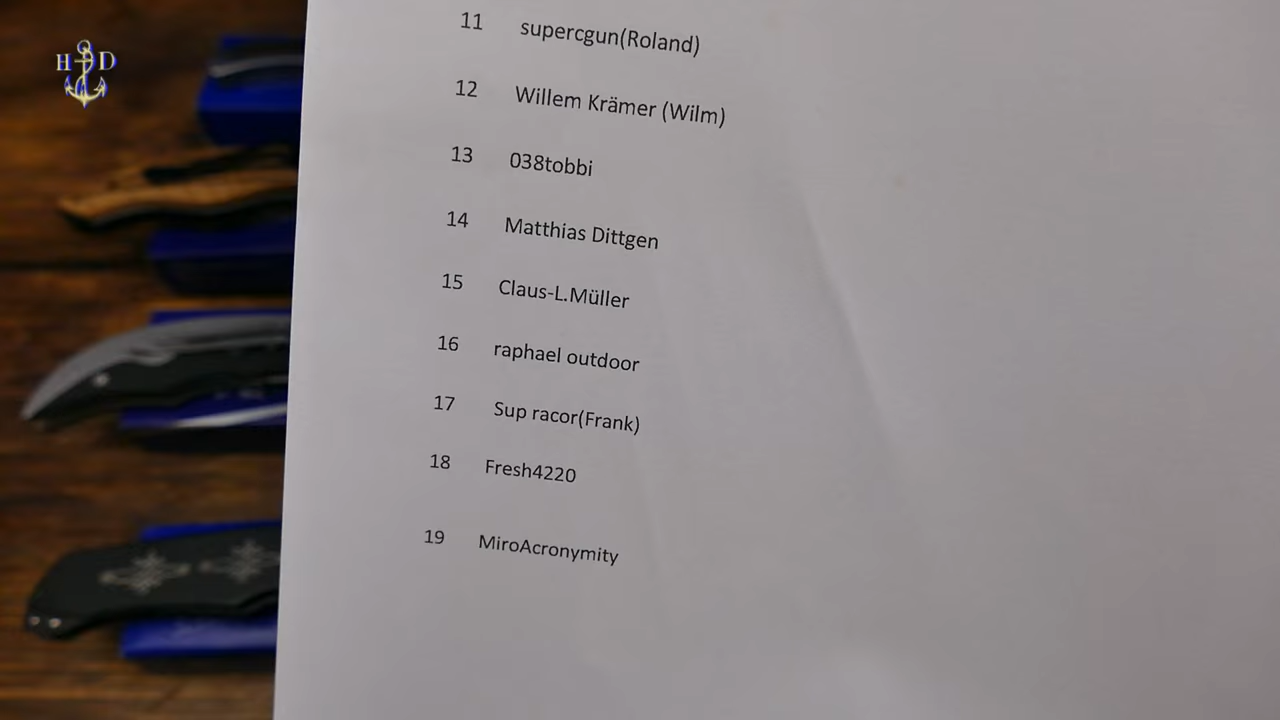 H D
11 supercgun(Roland)
12 Willem Krämer (Wilm)
13 038tobbi
14 Matthias Dittgen
15 Claus-L.Müller
16 raphael outdoor
17 Sup racor(Frank)
18 Fresh4220
19 MiroAcronymity